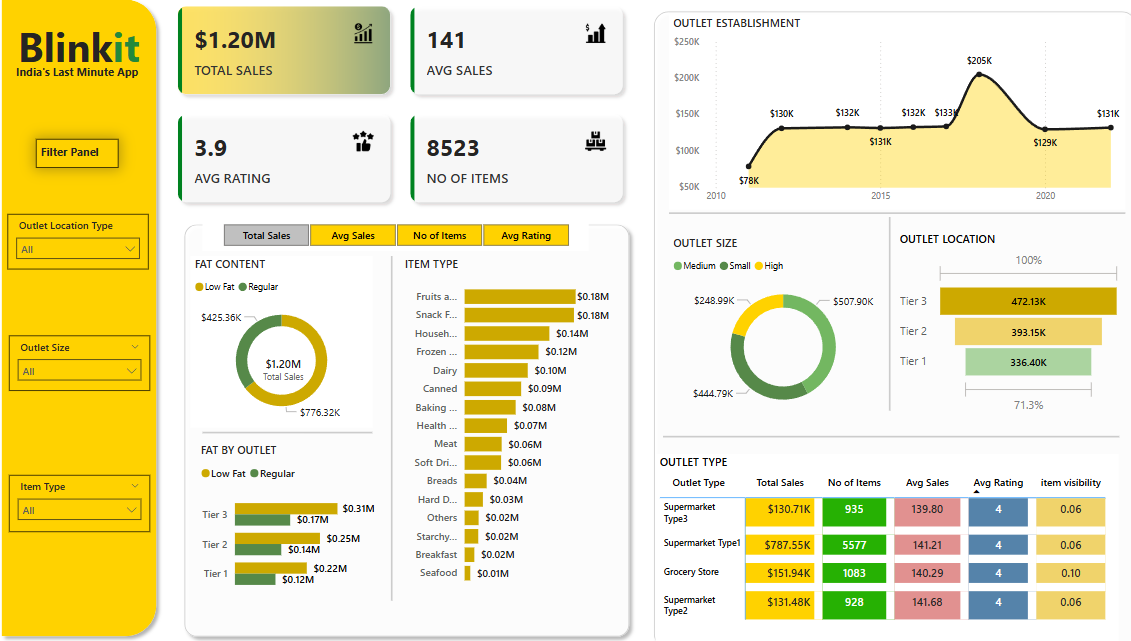 Blinkit
India's Last Minute App
Filter Panel
Outlet Location Type
All
Outlet Size
All
Item Type
All
$1.20M
TOTAL SALES
141
AVG SALES
3.9
AVG RATING
8523
NO OF ITEMS
Total Sales
Avg Sales
No of Items
Avg Rating
FAT CONTENT
Low Fat Regular
$425.36K
$1.20M
Total Sales
$776.32K
FAT BY OUTLET
Low Fat Regular
Tier 3 $0.31M
$0.17M
Tier 2 $0.25M
$0.14M
Tier 1 $0.22M
$0.12M
ITEM TYPE
Fruits a... $0.18M
Snack F... $0.18M
Househ... $0.14M
Frozen ... $0.12M
Dairy $0.10M
Canned $0.09M
Baking ... $0.08M
Health ... $0.07M
Meat $0.06M
Soft Dri... $0.06M
Breads $0.04M
Hard D... $0.03M
Others $0.02M
Starchy... $0.02M
Breakfast $0.02M
Seafood $0.01M
OUTLET ESTABLISHMENT
$250K
$200K
$150K
$100K
$50K
$78K
$130K
$132K
$131K
$132K
$133K
$205K
$129K
$131K
2010 2015 2020
OUTLET SIZE
Medium Small High
$248.99K
$507.90K
$444.79K
OUTLET LOCATION
100%
Tier 3 472.13K
Tier 2 393.15K
Tier 1 336.40K
71.3%
OUTLET TYPE
Outlet Type Total Sales No of Items Avg Sales Avg Rating item visibility
Supermarket Type3 $130.71K 935 139.80 4 0.06
Supermarket Type1 $787.55K 5577 141.21 4 0.06
Grocery Store $151.94K 1083 140.29 4 0.10
Supermarket Type2 $131.48K 928 141.68 4 0.06